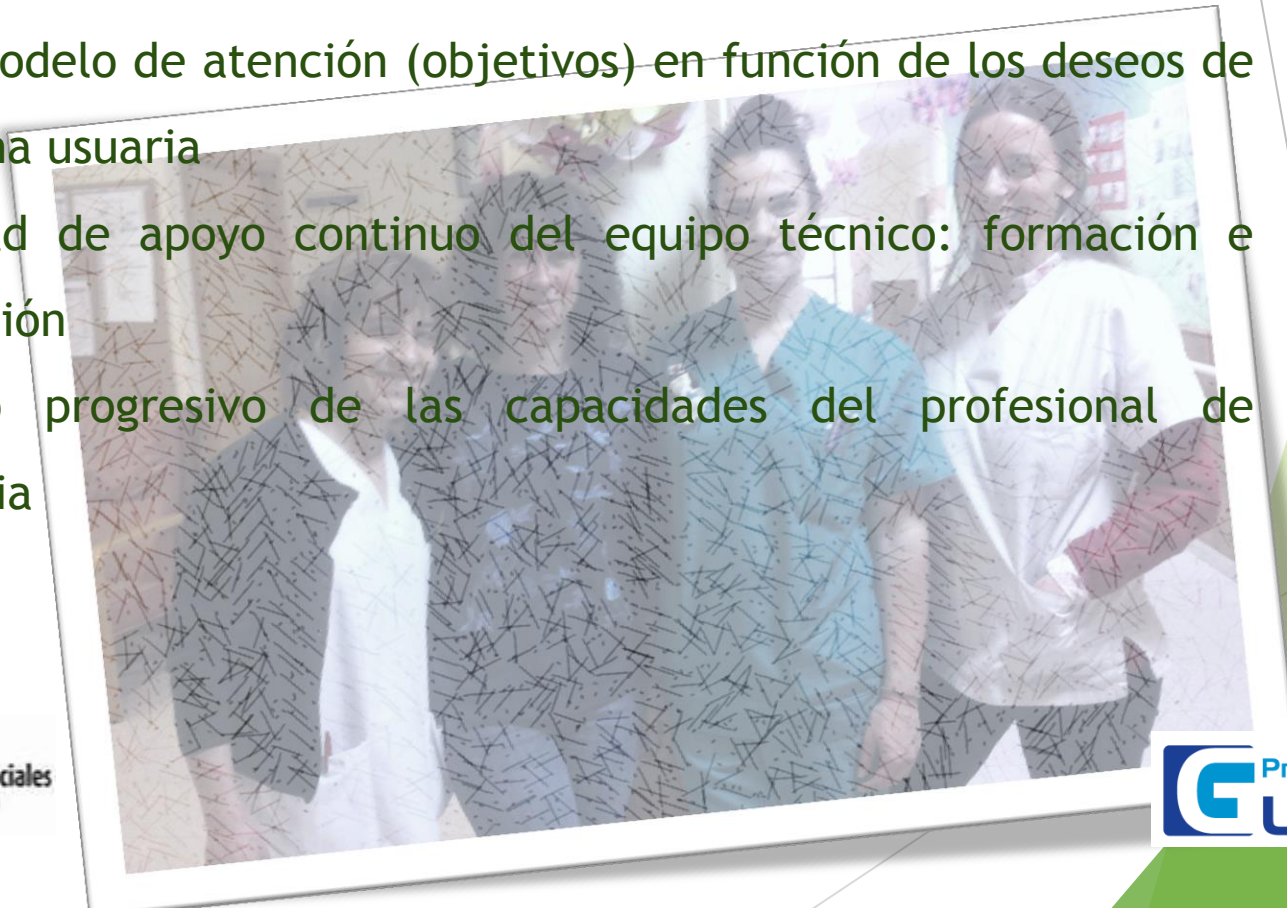 odelo de atención (objetivos) en función de los deseos de
na usuaria
d de apoyo continuo del equipo técnico: formación e
ión
o progresivo de las capacidades del profesional de
ia
ciales
Pr